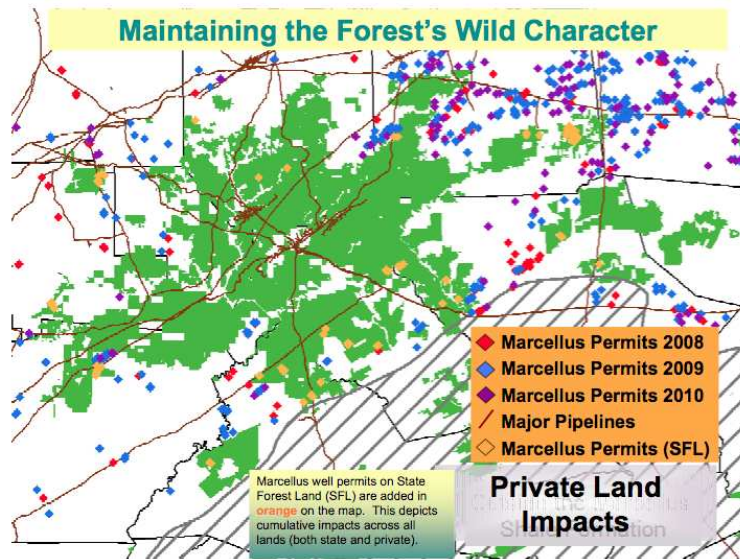 Maintaining the Forest's Wild Character
Marcellus Permits 2008
Marcellus Permits 2009
Marcellus Permits 2010
Major Pipelines
Marcellus Permits (SFL)
Marcellus well permits on State
Forest Land (SFL) are added in
orange on the map. This depicts
cumulative impacts across all
lands (both state and private).
Private Land
Impacts